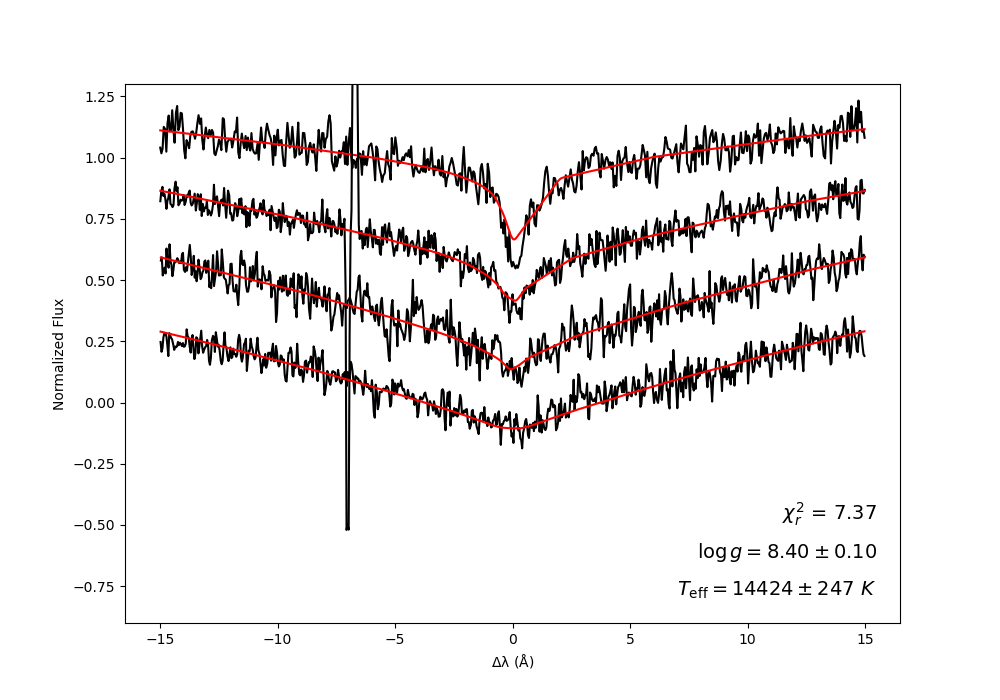 1.25
1.00
0.75
0.50
0.25
0.00
−0.25
−0.50
−0.75
Normalized Flux
χ²ᵣ = 7.37
log g = 8.40 ± 0.10
T_eff = 14424 ± 247 K
−15 −10 −5 0 5 10 15
Δλ (Å)